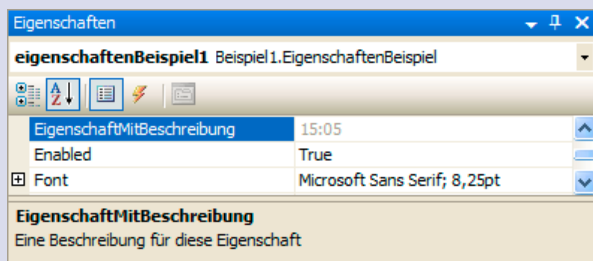 Eigenschaften
eigenschaftenBeispiel1 Beispiel1.EigenschaftenBeispiel
A
Z
EigenschaftMitBeschreibung 15:05
Enabled True
Font Microsoft Sans Serif; 8,25pt
EigenschaftMitBeschreibung
Eine Beschreibung für diese Eigenschaft